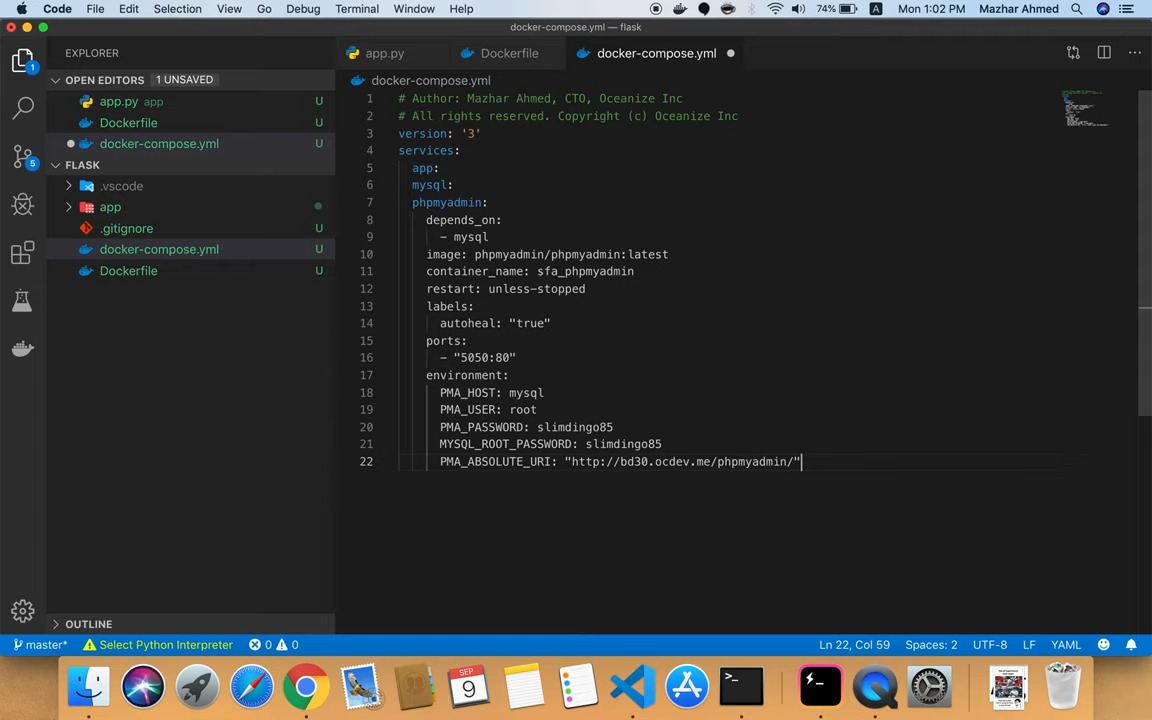 Code File Edit Selection View Go Debug Terminal Window Help 74% A Mon 1:02 PM Mazhar Ahmed
docker-compose.yml — flask
EXPLORER
app.py
Dockerfile
docker-compose.yml
OPEN EDITORS 1 UNSAVED
app.py app U
Dockerfile U
docker-compose.yml U
FLASK
.vscode
app
.gitignore U
docker-compose.yml U
Dockerfile U
OUTLINE
1
5
docker-compose.yml
1 # Author: Mazhar Ahmed, CTO, Oceanize Inc
2 # All rights reserved. Copyright (c) Oceanize Inc
3 version: '3'
4 services:
5 app:
6 mysql:
7 phpmyadmin:
8 depends_on:
9 - mysql
10 image: phpmyadmin/phpmyadmin:latest
11 container_name: sfa_phpmyadmin
12 restart: unless-stopped
13 labels:
14 autoheal: "true"
15 ports:
16 - "5050:80"
17 environment:
18 PMA_HOST: mysql
19 PMA_USER: root
20 PMA_PASSWORD: slimdingo85
21 MYSQL_ROOT_PASSWORD: slimdingo85
22 PMA_ABSOLUTE_URI: "http://bd30.ocdev.me/phpmyadmin/"
master* Select Python Interpreter 0 0 Ln 22, Col 59 Spaces: 2 UTF-8 LF YAML
SEP
9